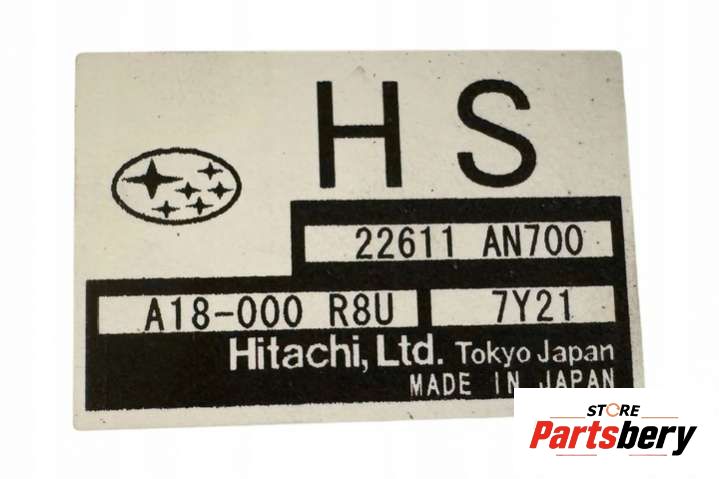 HS
22611 AN700
A18-000 R8U 7Y21
Hitachi, Ltd. Tokyo Japan
MADE IN JAPAN
STORE
Partsbery